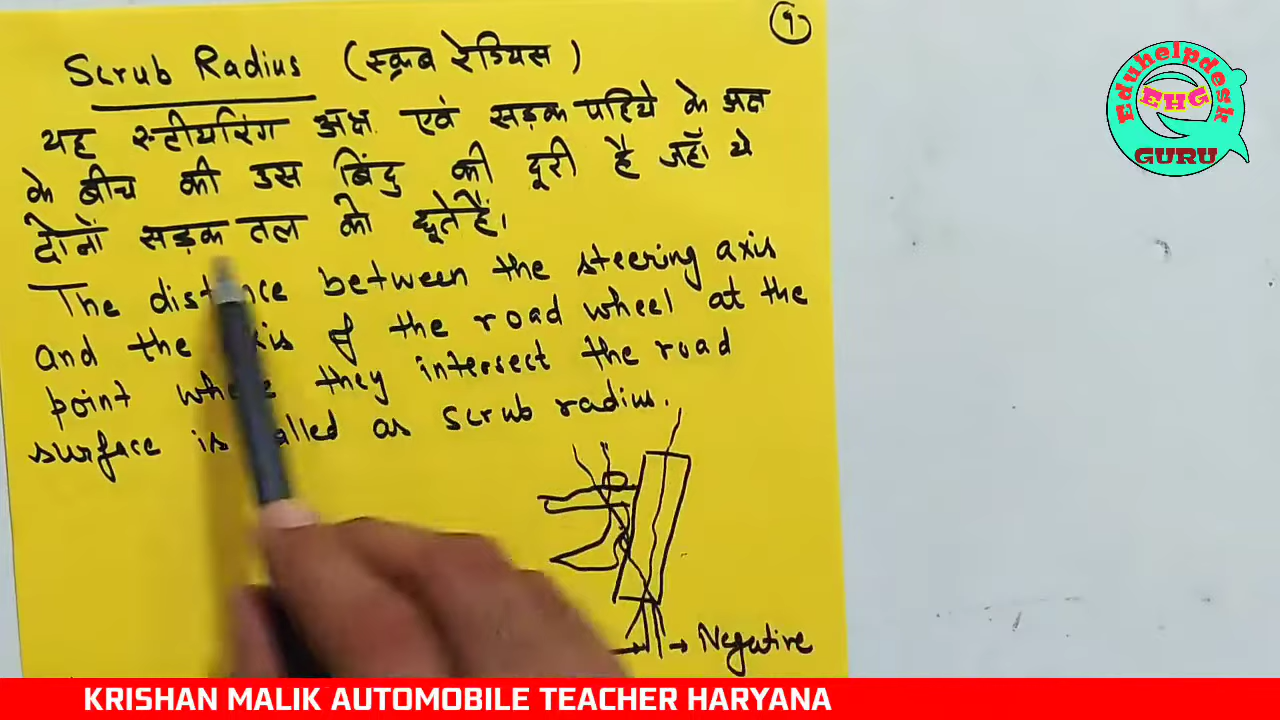 9
Scrub Radius (स्क्रब रेडियस)
यह स्टीयरिंग अक्ष एवं सड़क पहिये के अक्ष
के बीच की उस बिंदु की दूरी है जहाँ ये
दोनों सड़क तल को छूते हैं।
The distance between the steering axis
and the axis of the road wheel at the
point where they intersect the road
surface is called as scrub radius.
Negative
Eduhelpdesk
EHG
GURU
KRISHAN MALIK AUTOMOBILE TEACHER HARYANA